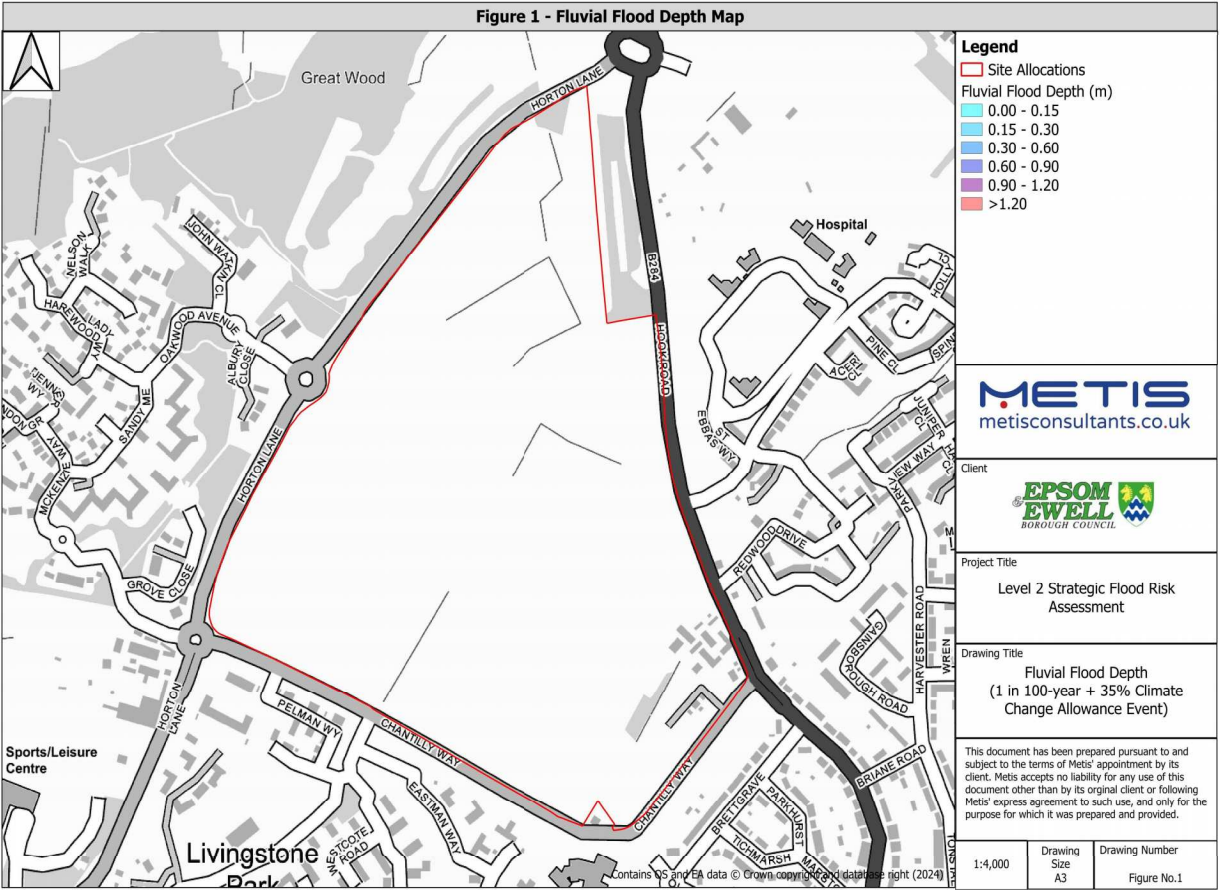 Figure 1 - Fluvial Flood Depth Map
Great Wood
HORTON LANE
B284
HOOK ROAD
Hospital
NELSON
WALK
JOHN WATKIN CL
HAREWOOD
LADY
WY
OAKWOOD AVENUE
ALBURY
CLOSE
JENNER
WY
SANDY ME
MCKENZIE WAY
HORTON LANE
GROVE CLOSE
HOLLY
CL
PINE CL
SPIN
ACER
CL
JUNIPER
CL
ST
EBBAS WY
PARKVIEW WAY
REDWOOD DRIVE
GAINSBOROUGH ROAD
HARVESTER ROAD
WREN
HORTON
LANE
PELMAN WY
CHANTILLY WAY
CHANTILLY WAY
EASTMAN WAY
WESTCOTE
ROAD
BRETTGRAVE
PARKHURST
TICHMARSH
BRIANE ROAD
Sports/Leisure
Centre
Livingstone
Park
Contains OS and EA data © Crown copyright and database right (2024)
Legend
Site Allocations
Fluvial Flood Depth (m)
0.00 - 0.15
0.15 - 0.30
0.30 - 0.60
0.60 - 0.90
0.90 - 1.20
>1.20
METIS
metisconsultants.co.uk
Client
EPSOM
& EWELL
BOROUGH COUNCIL
Project Title
Level 2 Strategic Flood Risk
Assessment
Drawing Title
Fluvial Flood Depth
(1 in 100-year + 35% Climate
Change Allowance Event)
This document has been prepared pursuant to and
subject to the terms of Metis' appointment by its
client. Metis accepts no liability for any use of this
document other than by its orginal client or following
Metis' express agreement to such use, and only for the
purpose for which it was prepared and provided.
1:4,000
Drawing
Size
A3
Drawing Number
Figure No.1